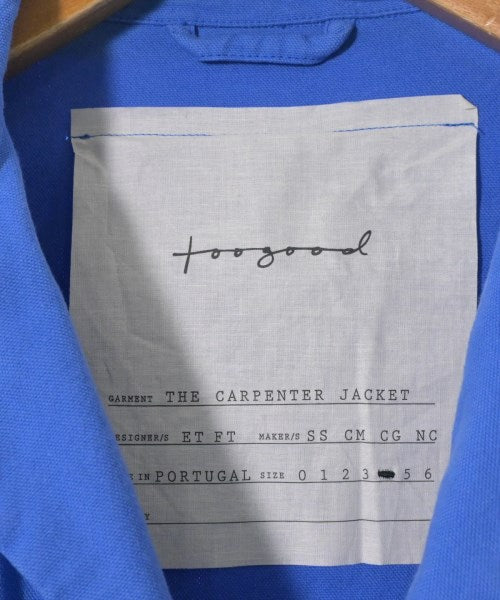 toogood
GARMENT THE CARPENTER JACKET
ESIGNER/S ET FT MAKER/S SS CM CG NC
E IN PORTUGAL SIZE 0 1 2 3 5 6
Y